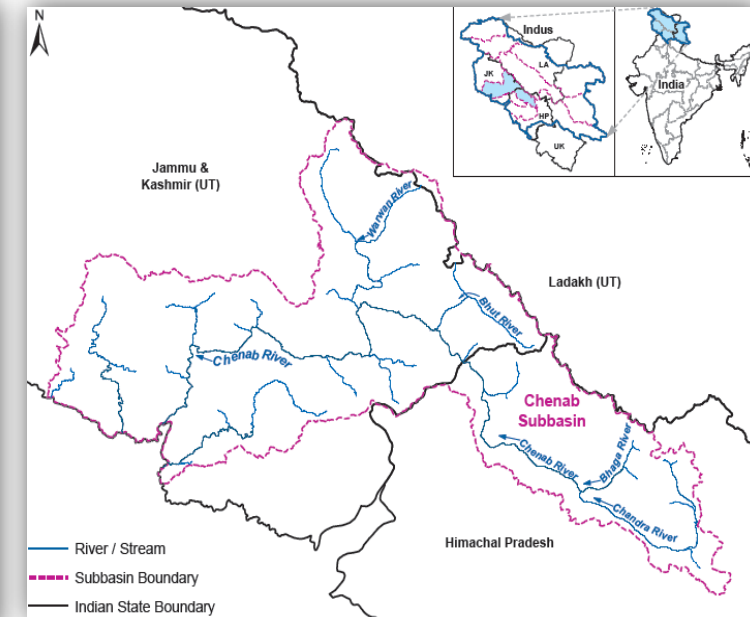 N
Indus
JK
LA
HP
UK
India
Jammu &
Kashmir (UT)
Warwan River
Ladakh (UT)
Bhut River
Chenab River
Chenab
Subbasin
Chenab River
Bhaga River
Chandra River
Himachal Pradesh
River / Stream
Subbasin Boundary
Indian State Boundary